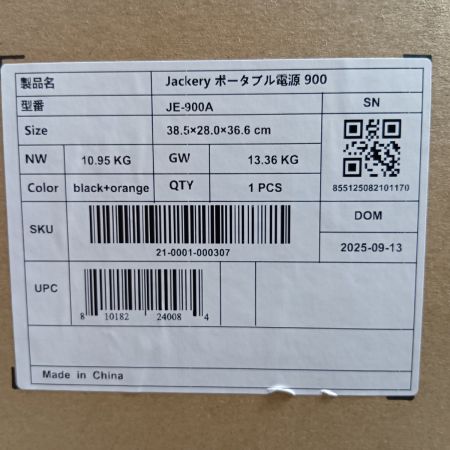 製品名 Jackery ポータブル電源 900
型番 JE-900A SN
Size 38.5×28.0×36.6 cm
NW 10.95 KG GW 13.36 KG
855125082101170
Color black+orange QTY 1 PCS
DOM
SKU
21-0001-000307
2025-09-13
UPC
8 10182 24008 4
Made in China